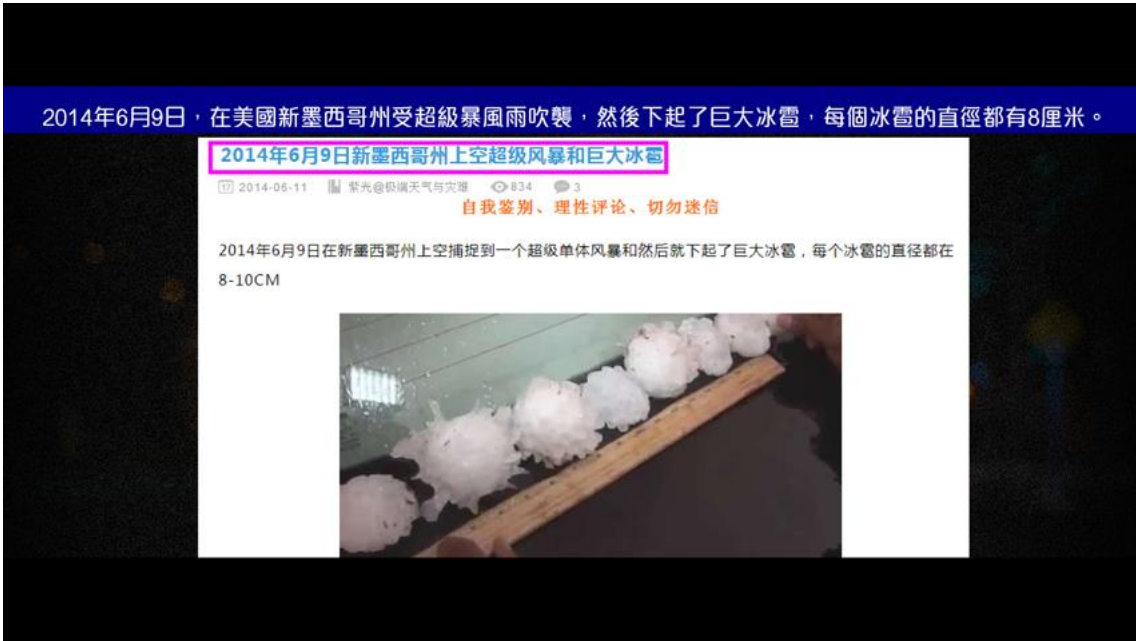 2014年6月9日，在美國新墨西哥州受超級暴風雨吹襲，然後下起了巨大冰雹，每個冰雹的直徑都有8厘米。
2014年6月9日新墨西哥州上空超级风暴和巨大冰雹
17 2014-06-11 紫光@极端天气与灾难 834 3
自我鉴别、理性评论、切勿迷信
2014年6月9日在新墨西哥州上空捕捉到一个超级单体风暴和然后就下起了巨大冰雹，每个冰雹的直径都在
8-10CM